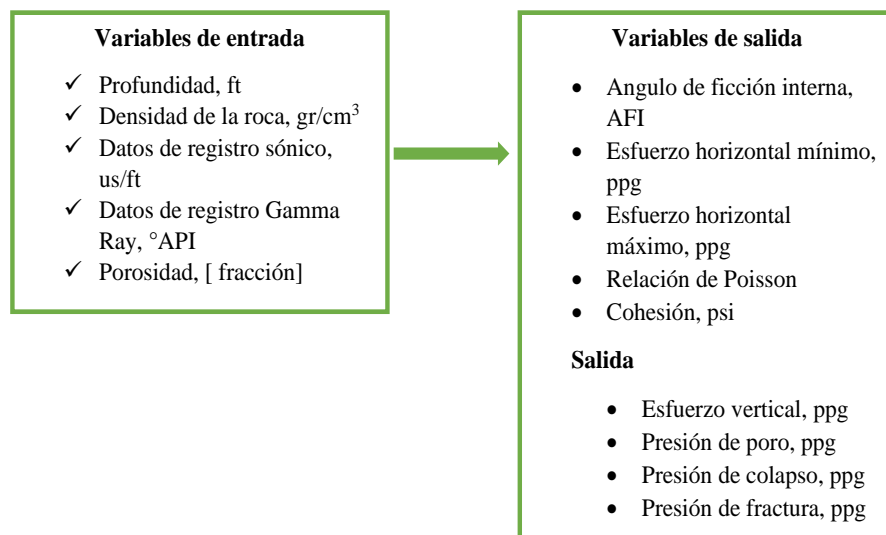 Variables de entrada
✓ Profundidad, ft
✓ Densidad de la roca, gr/cm³
✓ Datos de registro sónico,
us/ft
✓ Datos de registro Gamma
Ray, °API
✓ Porosidad, [ fracción]
Variables de salida
• Angulo de ficción interna,
AFI
• Esfuerzo horizontal mínimo,
ppg
• Esfuerzo horizontal
máximo, ppg
• Relación de Poisson
• Cohesión, psi
Salida
• Esfuerzo vertical, ppg
• Presión de poro, ppg
• Presión de colapso, ppg
• Presión de fractura, ppg